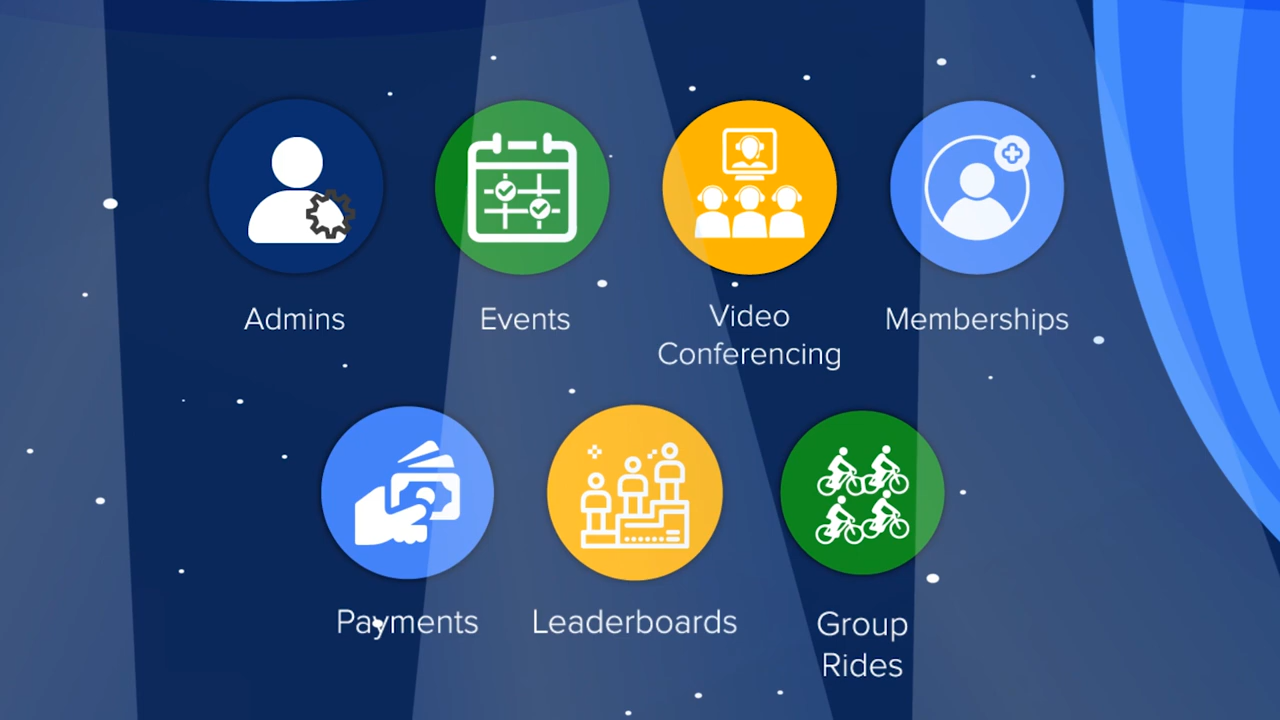 Admins
Events
Video
Conferencing
Memberships
Payments
Leaderboards
Group
Rides